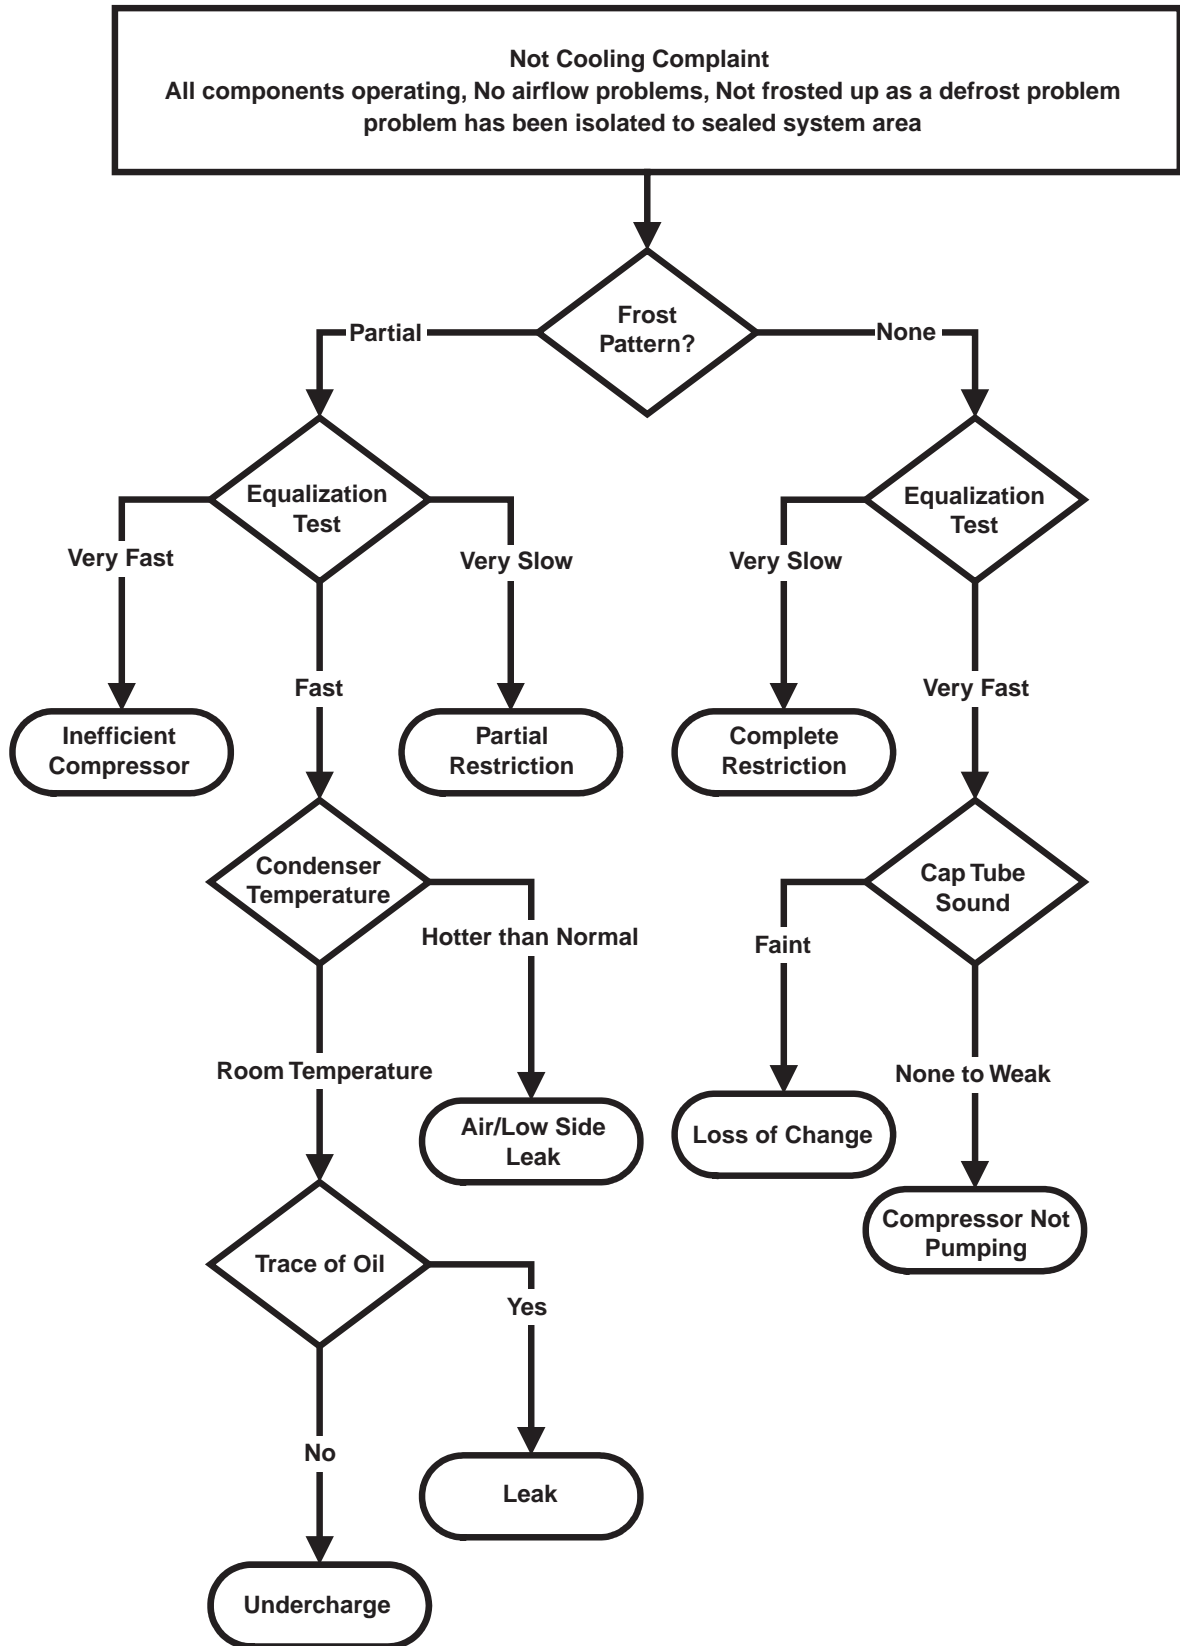 Not Cooling Complaint
All components operating, No airflow problems, Not frosted up as a defrost problem
problem has been isolated to sealed system area
Frost
Pattern?
Partial
None
Equalization
Test
Equalization
Test
Very Fast
Very Slow
Very Slow
Fast
Very Fast
Inefficient
Compressor
Partial
Restriction
Complete
Restriction
Condenser
Temperature
Cap Tube
Sound
Hotter than Normal
Faint
Room Temperature
None to Weak
Air/Low Side
Leak
Loss of Change
Compressor Not
Pumping
Trace of Oil
Yes
No
Leak
Undercharge